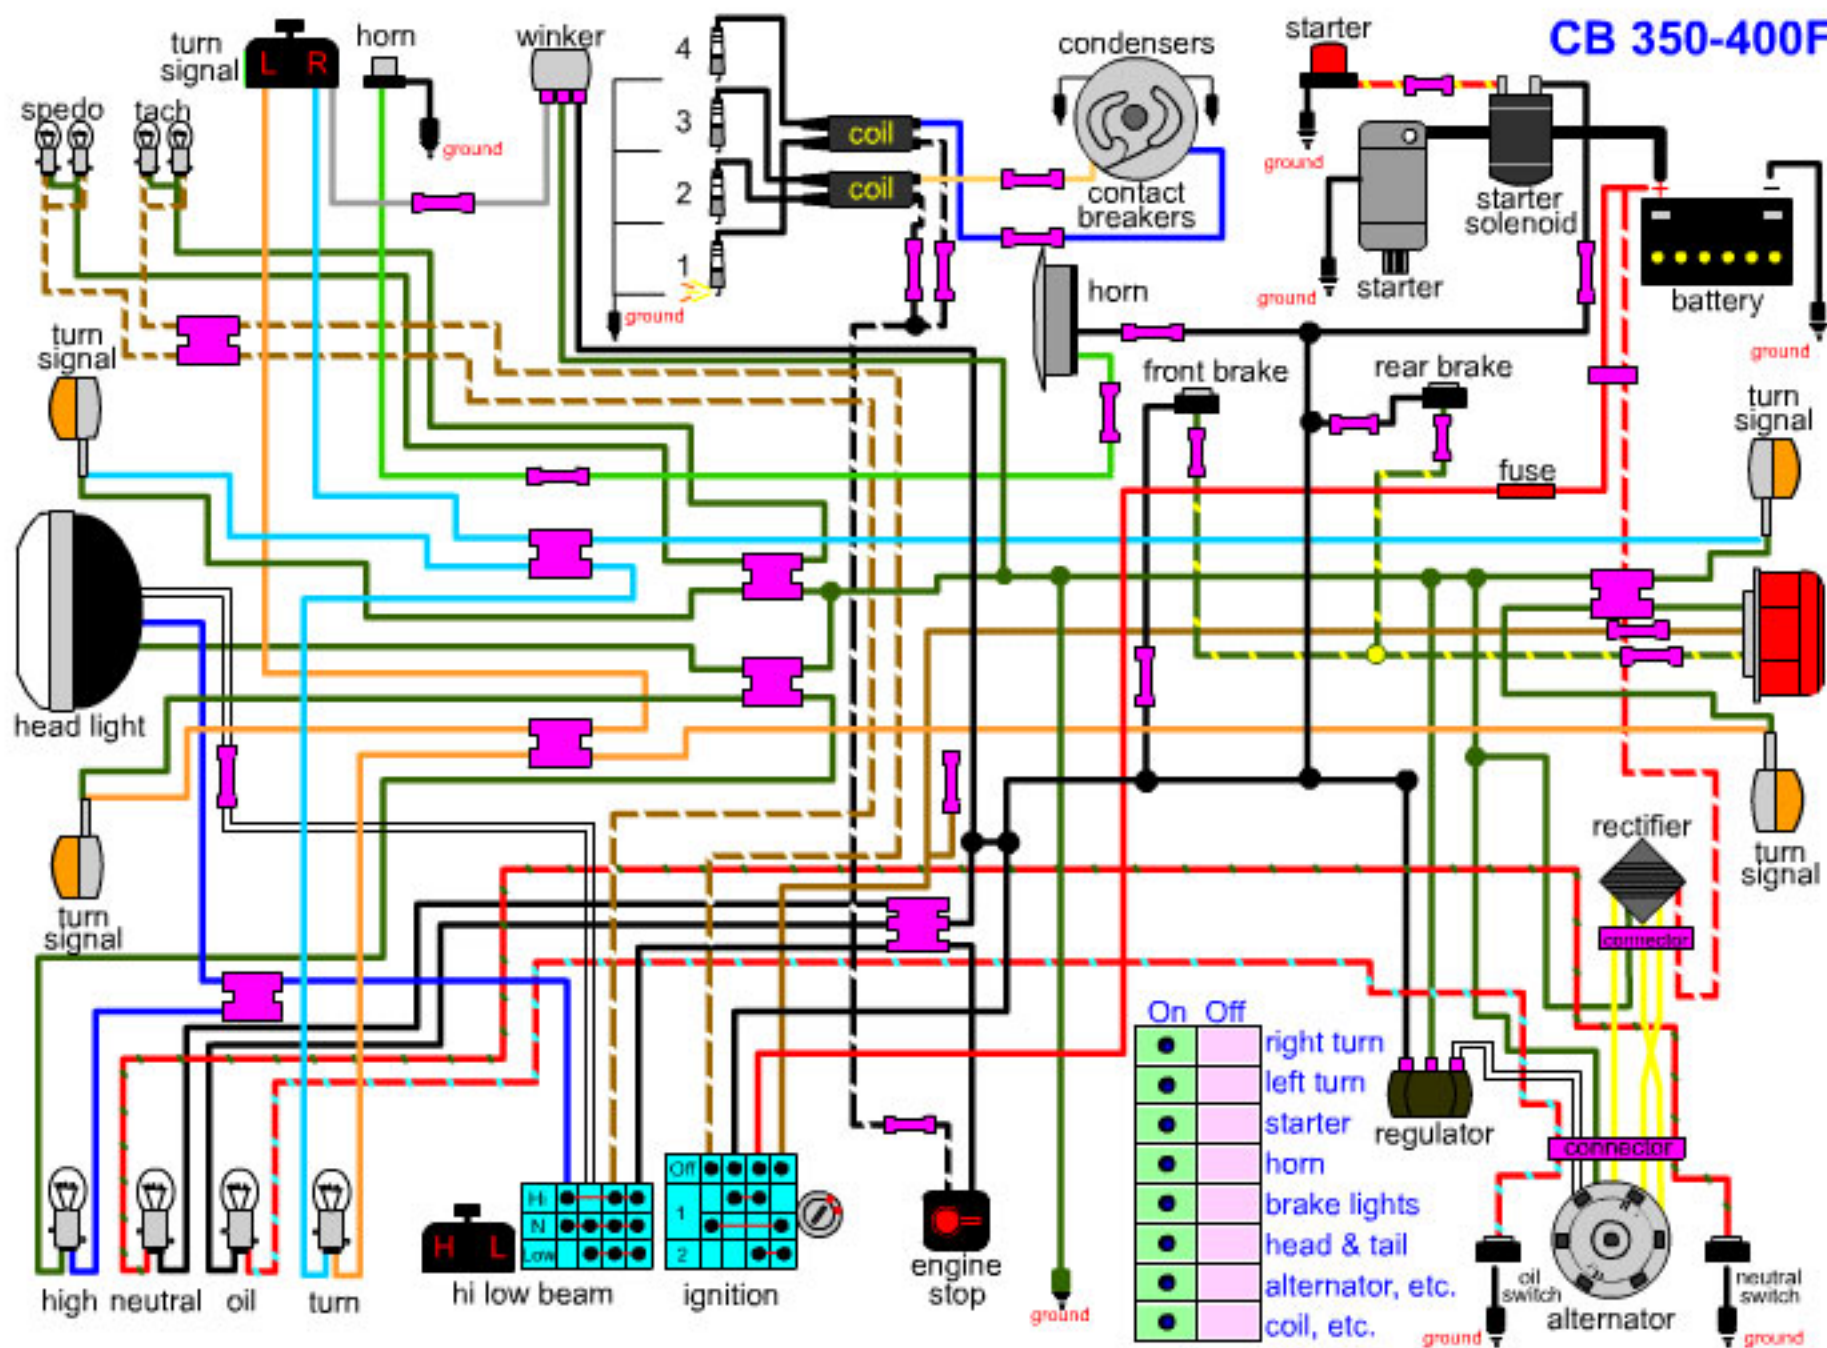 CB 350-400F
turn
signal
L R
horn
winker
4
3
2
1
condensers
starter
spedo
tach
ground
coil
coil
contact
breakers
ground
starter
solenoid
ground
starter
battery
ground
ground
horn
turn
signal
front brake
rear brake
turn
signal
fuse
head light
turn
signal
rectifier
turn
signal
connector
On Off
right turn
left turn
starter
horn
brake lights
head & tail
alternator, etc.
coil, etc.
regulator
connector
Off
1
2
Hi
N
Low
H L
high
neutral
oil
turn
hi low beam
ignition
engine
stop
ground
oil
switch
ground
alternator
neutral
switch
ground